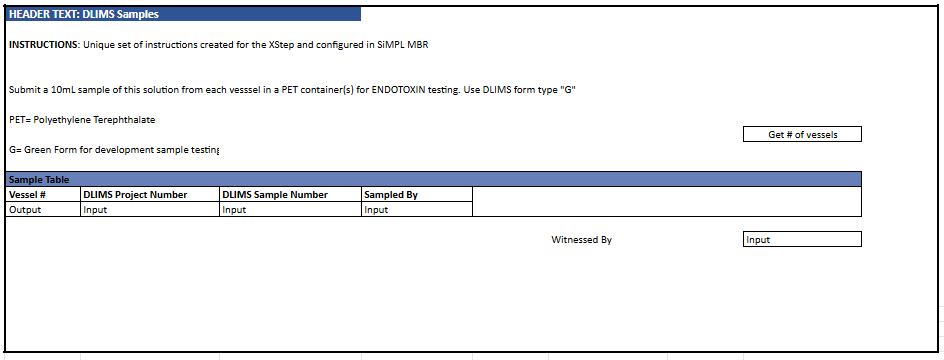 HEADER TEXT: DLIMS Samples
INSTRUCTIONS: Unique set of instructions created for the XStep and configured in SiMPL MBR
Submit a 10mL sample of this solution from each vesssel in a PET container(s) for ENDOTOXIN testing. Use DLIMS form type "G"
PET= Polyethylene Terephthalate
Get # of vessels
G= Green Form for development sample testing
Sample Table
Vessel # DLIMS Project Number DLIMS Sample Number Sampled By
Output Input Input Input
Witnessed By Input